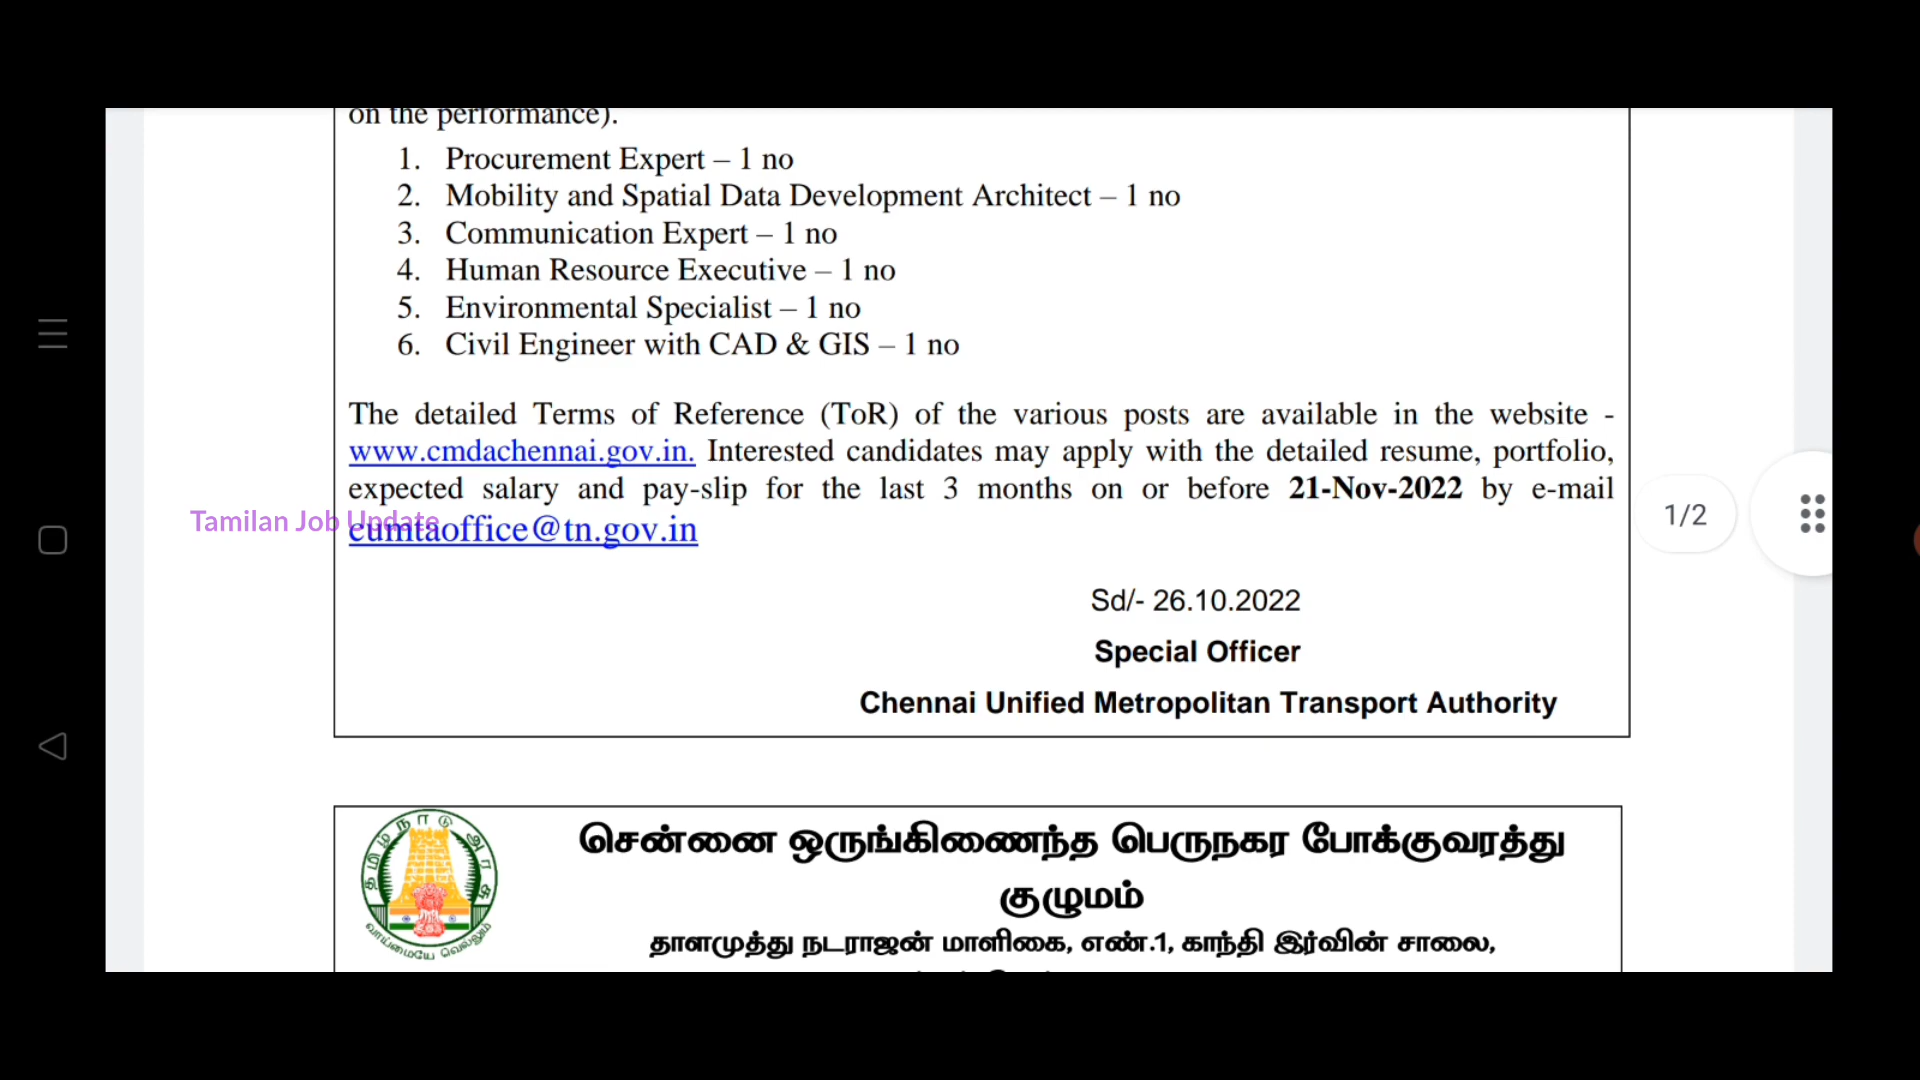 on the performance).
1. Procurement Expert – 1 no
2. Mobility and Spatial Data Development Architect – 1 no
3. Communication Expert – 1 no
4. Human Resource Executive – 1 no
5. Environmental Specialist – 1 no
6. Civil Engineer with CAD & GIS – 1 no
The detailed Terms of Reference (ToR) of the various posts are available in the website -
www.cmdachennai.gov.in. Interested candidates may apply with the detailed resume, portfolio,
expected salary and pay-slip for the last 3 months on or before 21-Nov-2022 by e-mail
Tamilan Job Update
cumtaoffice@tn.gov.in
1/2
Sd/- 26.10.2022
Special Officer
Chennai Unified Metropolitan Transport Authority
தமிழ்நாடு அரசு
வாய்மையே வெல்லும்
சென்னை ஒருங்கிணைந்த பெருநகர போக்குவரத்து
குழுமம்
தாளமுத்து நடராஜன் மாளிகை, எண்.1, காந்தி இர்வின் சாலை,